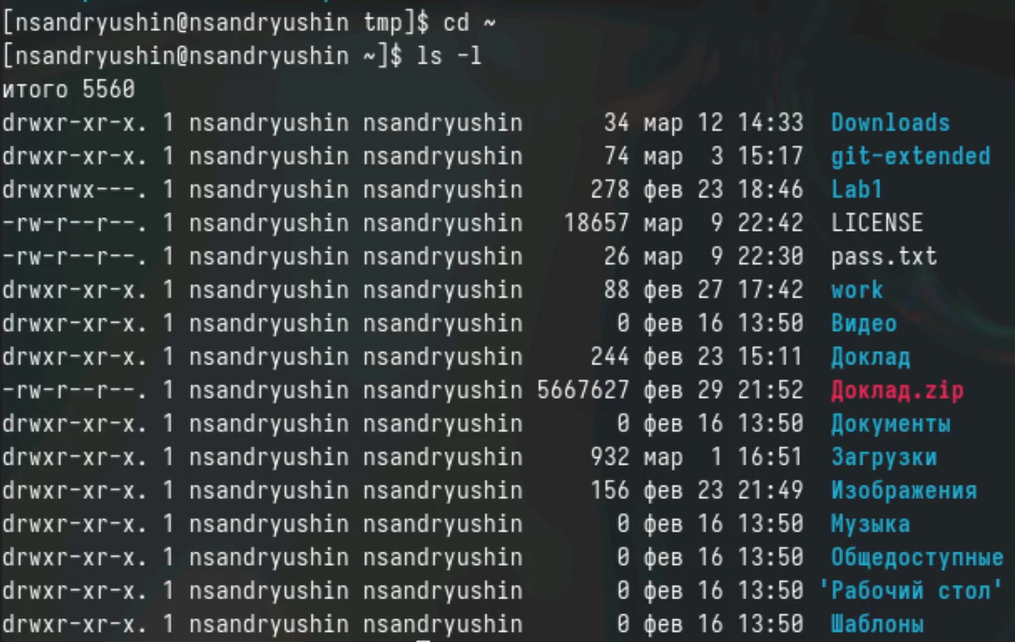 [nsandryushin@nsandryushin tmp]$ cd ~
[nsandryushin@nsandryushin ~]$ ls -l
итого 5560
drwxr-xr-x. 1 nsandryushin nsandryushin      34 мар 12 14:33  Downloads
drwxr-xr-x. 1 nsandryushin nsandryushin      74 мар  3 15:17  git-extended
drwxrwx---. 1 nsandryushin nsandryushin     278 фев 23 18:46  Lab1
-rw-r--r--. 1 nsandryushin nsandryushin   18657 мар  9 22:42  LICENSE
-rw-r--r--. 1 nsandryushin nsandryushin      26 мар  9 22:30  pass.txt
drwxr-xr-x. 1 nsandryushin nsandryushin      88 фев 27 17:42  work
drwxr-xr-x. 1 nsandryushin nsandryushin       0 фев 16 13:50  Видео
drwxr-xr-x. 1 nsandryushin nsandryushin     244 фев 23 15:11  Доклад
-rw-r--r--. 1 nsandryushin nsandryushin 5667627 фев 29 21:52  Доклад.zip
drwxr-xr-x. 1 nsandryushin nsandryushin       0 фев 16 13:50  Документы
drwxr-xr-x. 1 nsandryushin nsandryushin     932 мар  1 16:51  Загрузки
drwxr-xr-x. 1 nsandryushin nsandryushin     156 фев 23 21:49  Изображения
drwxr-xr-x. 1 nsandryushin nsandryushin       0 фев 16 13:50  Музыка
drwxr-xr-x. 1 nsandryushin nsandryushin       0 фев 16 13:50  Общедоступные
drwxr-xr-x. 1 nsandryushin nsandryushin       0 фев 16 13:50 'Рабочий стол'
drwxr-xr-x. 1 nsandryushin nsandryushin       0 фев 16 13:50  Шаблоны